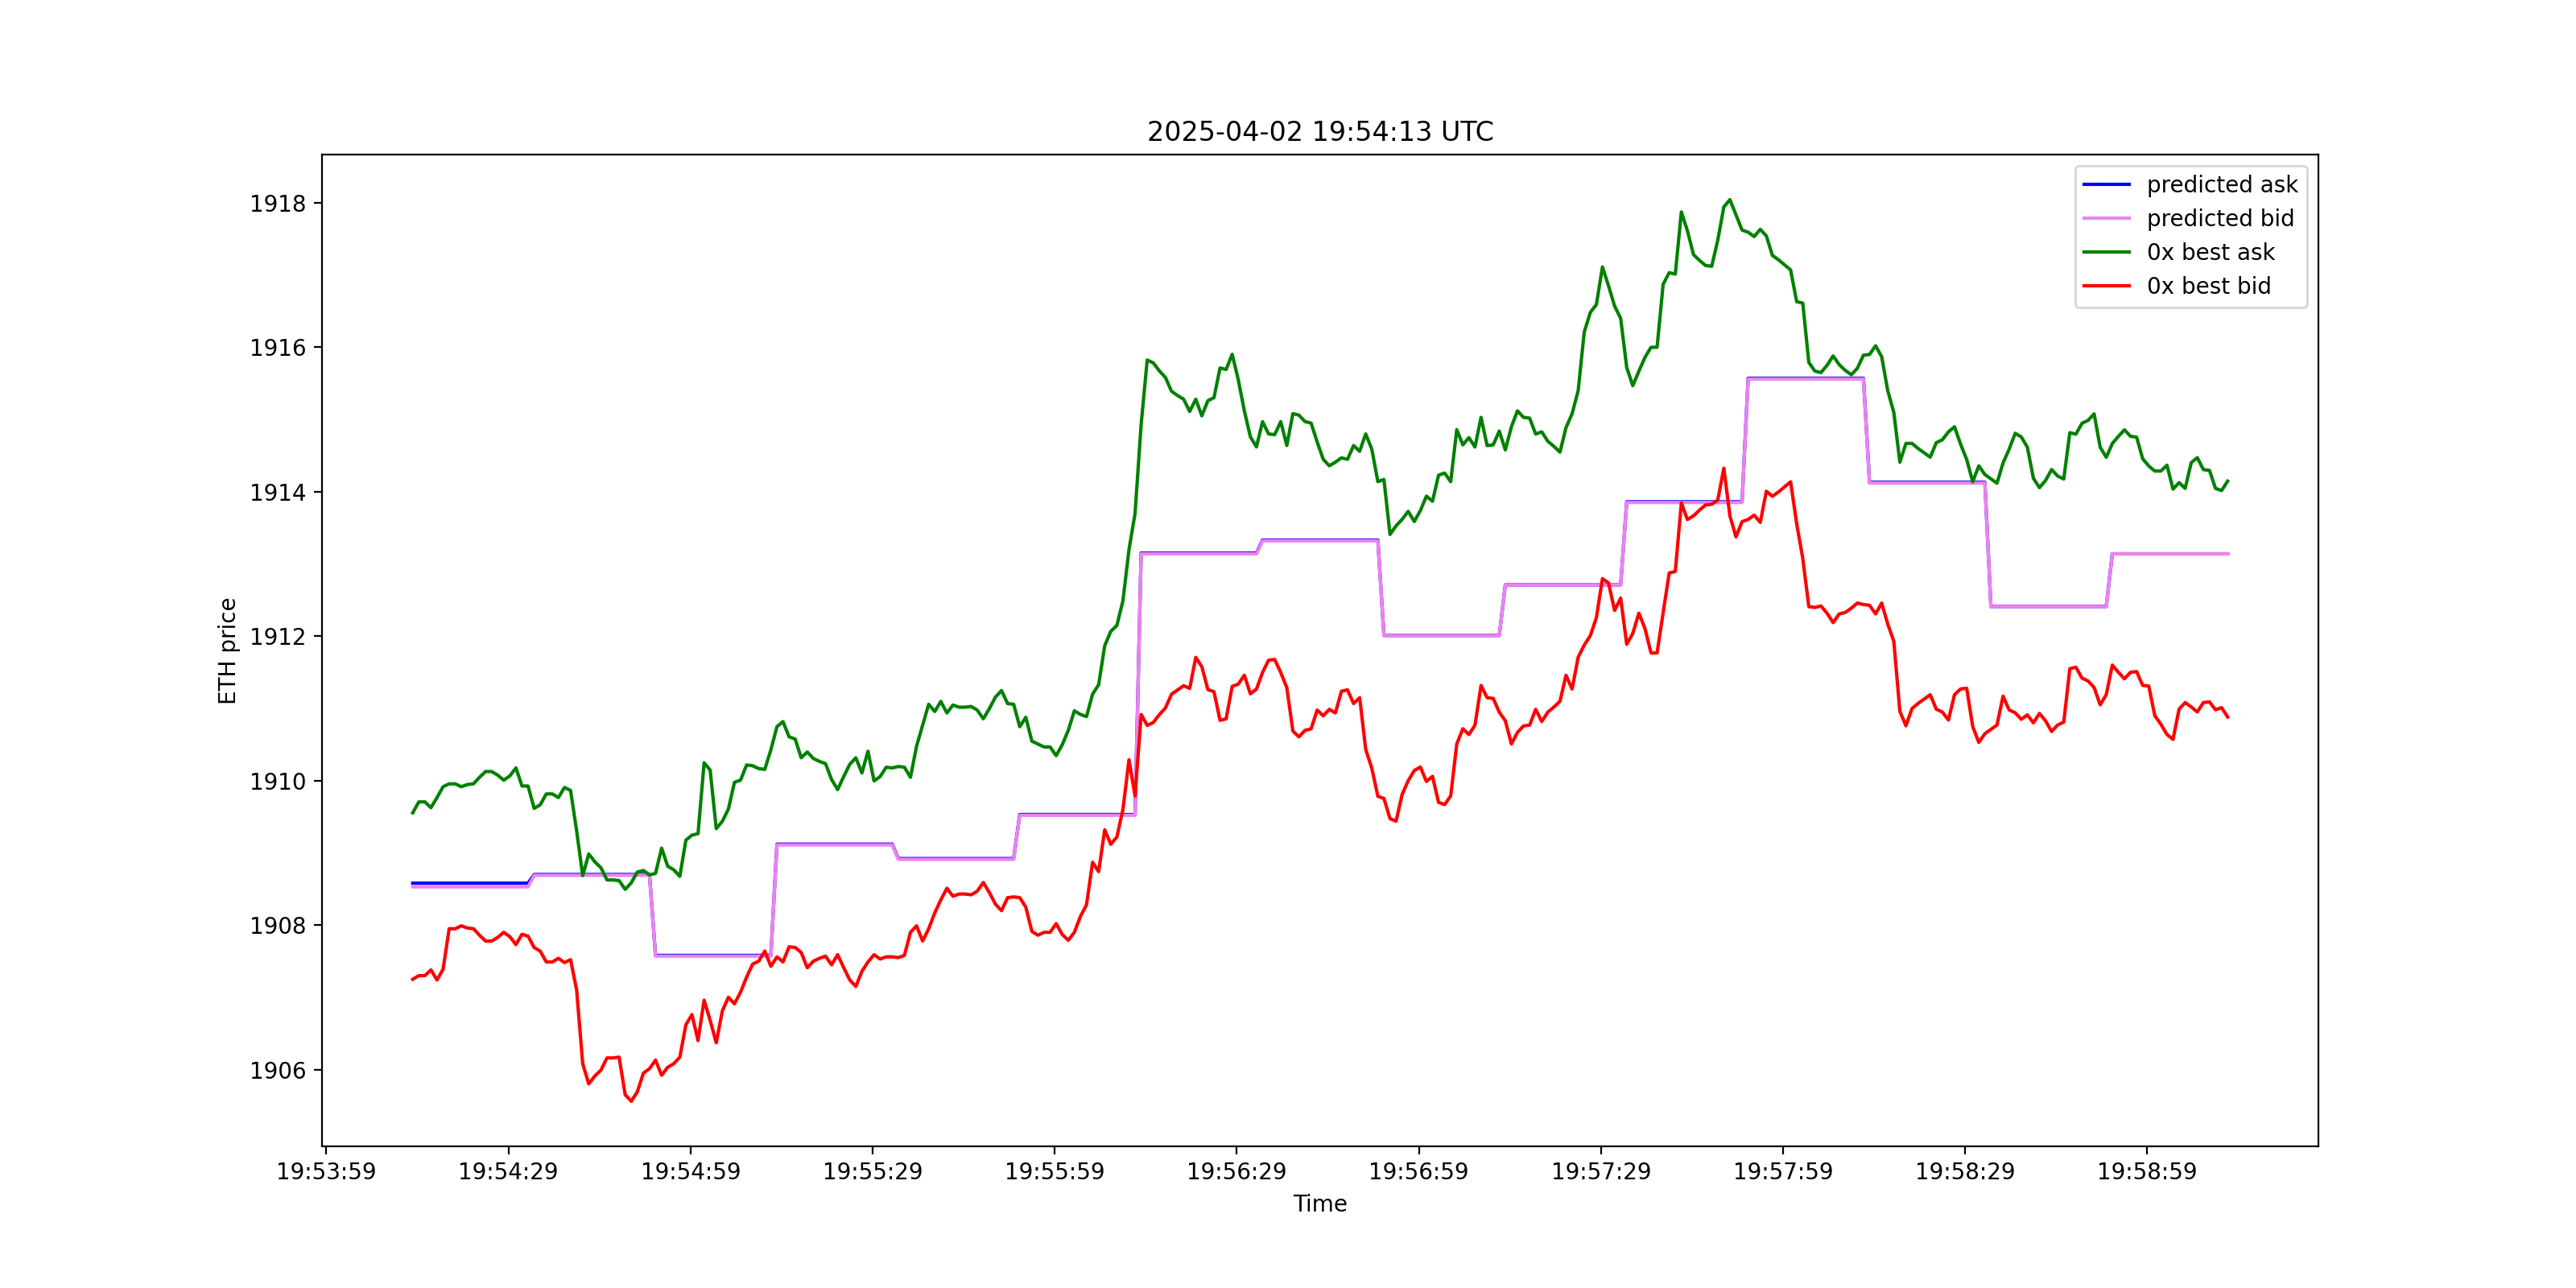 2025-04-02 19:54:13 UTC
predicted ask
predicted bid
0x best ask
0x best bid
1918
1916
1914
1912
1910
1908
1906
ETH price
19:53:59 19:54:29 19:54:59 19:55:29 19:55:59 19:56:29 19:56:59 19:57:29 19:57:59 19:58:29 19:58:59
Time